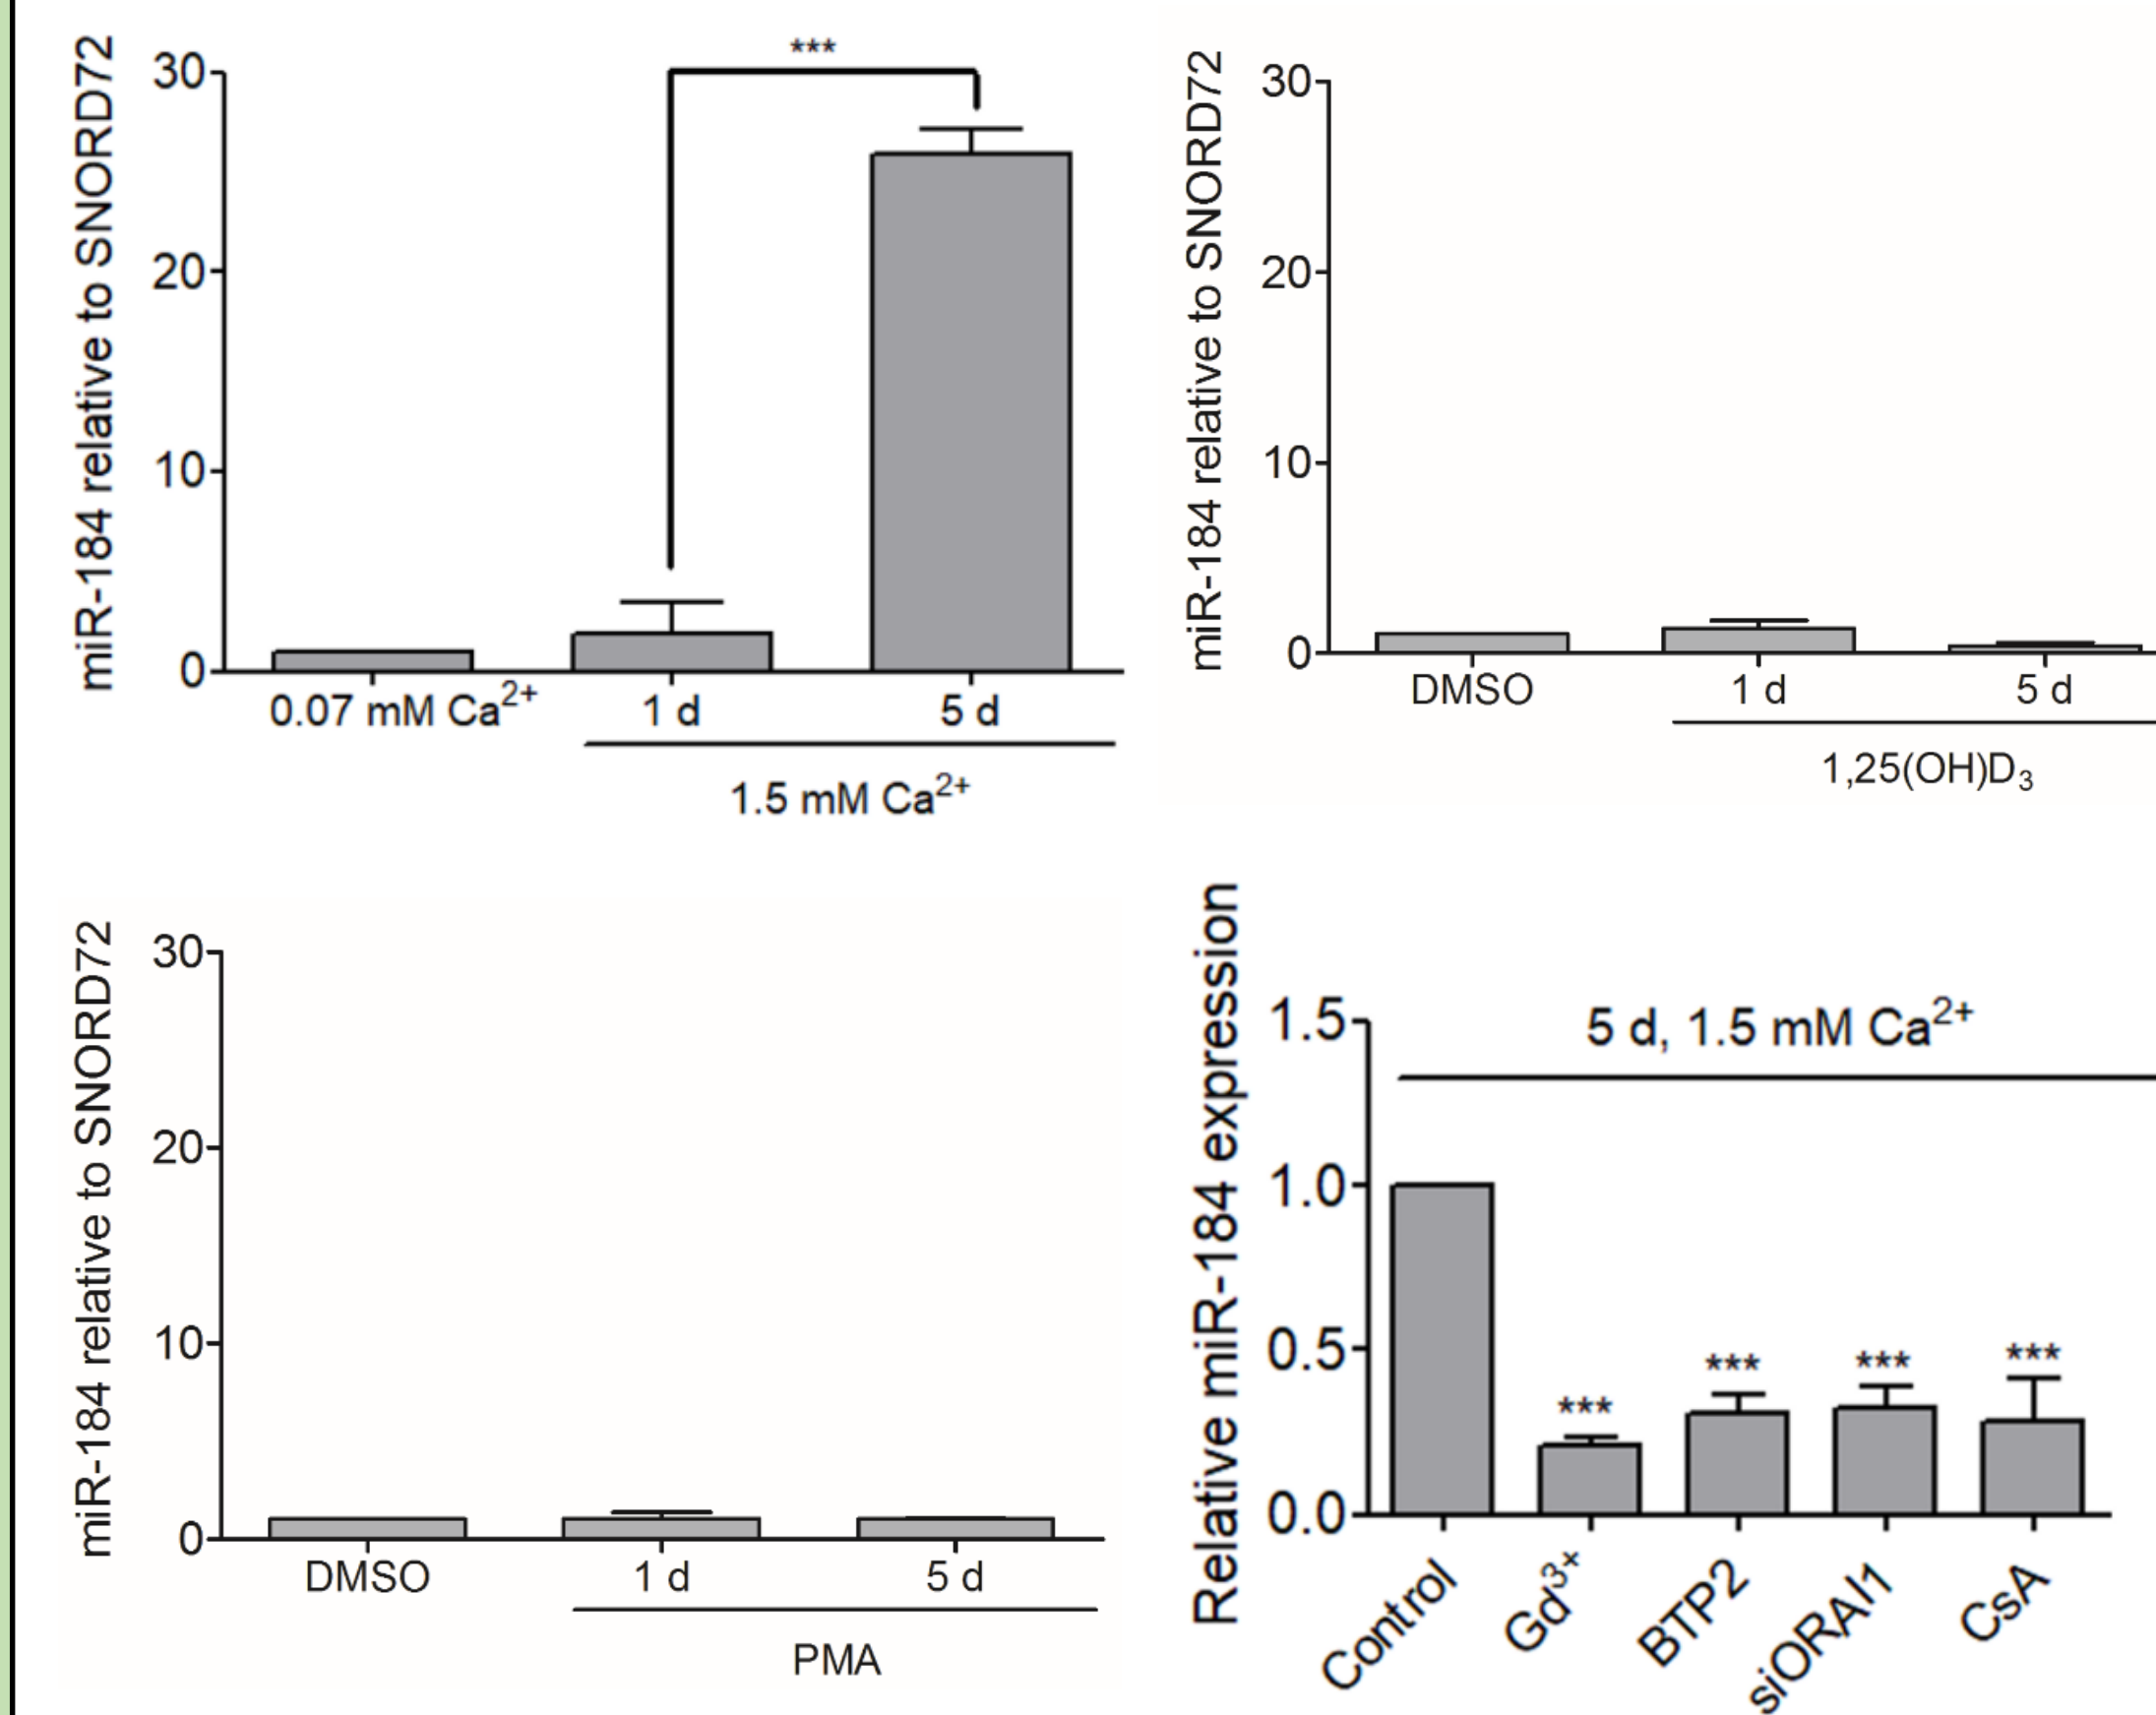 miR-184 relative to SNORD72
30
20
10
0
***
0.07 mM Ca²⁺
1 d
5 d
1.5 mM Ca²⁺
miR-184 relative to SNORD72
30
20
10
0
DMSO
1 d
5 d
1,25(OH)D₃
miR-184 relative to SNORD72
30
20
10
0
DMSO
1 d
5 d
PMA
Relative miR-184 expression
1.5
1.0
0.5
0.0
5 d, 1.5 mM Ca²⁺
***
***
***
***
Control
Gd³⁺
BTP2
siORAI1
CsA